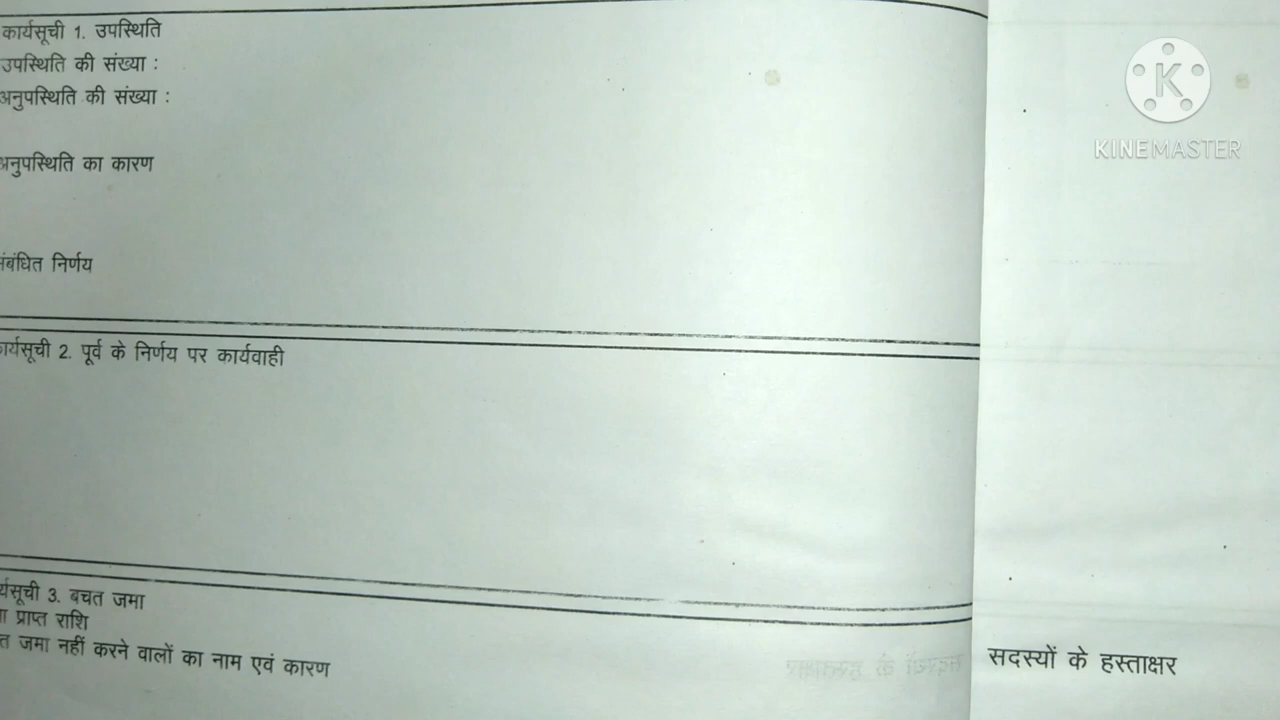 कार्यसूची 1. उपस्थिति
उपस्थिति की संख्या :
अनुपस्थिति की संख्या :
अनुपस्थिति का कारण
संबंधित निर्णय
कार्यसूची 2. पूर्व के निर्णय पर कार्यवाही
कार्यसूची 3. बचत जमा
प्राप्त राशि
जमा नहीं करने वालों का नाम एवं कारण
सदस्यों के हस्ताक्षर
KINEMASTER